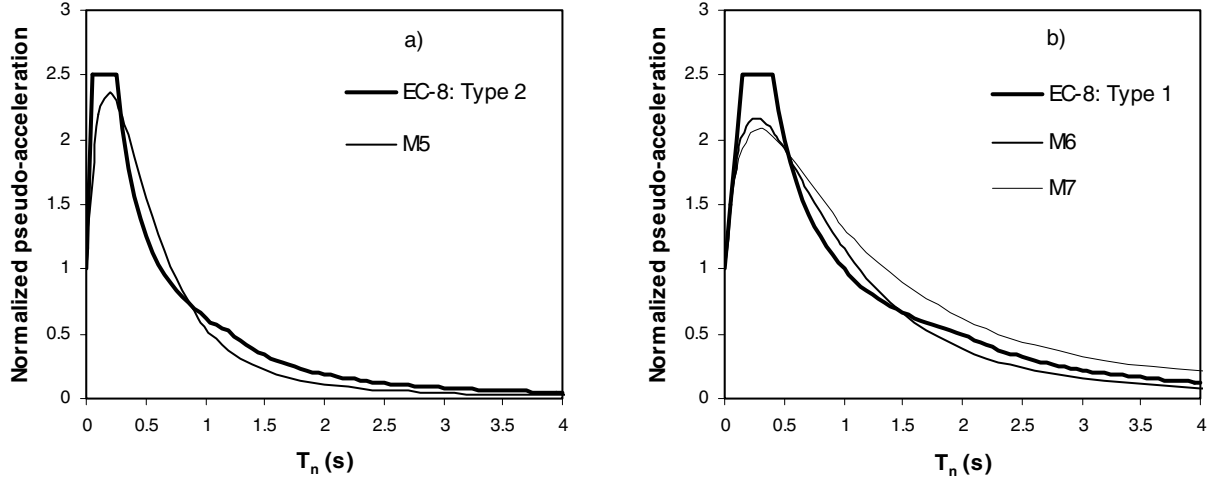 Normalized pseudo-acceleration
3
2.5
2
1.5
1
0.5
0
a)
EC-8: Type 2
M5
0 0.5 1 1.5 2 2.5 3 3.5 4
Tn (s)
Normalized pseudo-acceleration
3
2.5
2
1.5
1
0.5
0
b)
EC-8: Type 1
M6
M7
0 0.5 1 1.5 2 2.5 3 3.5 4
Tn (s)